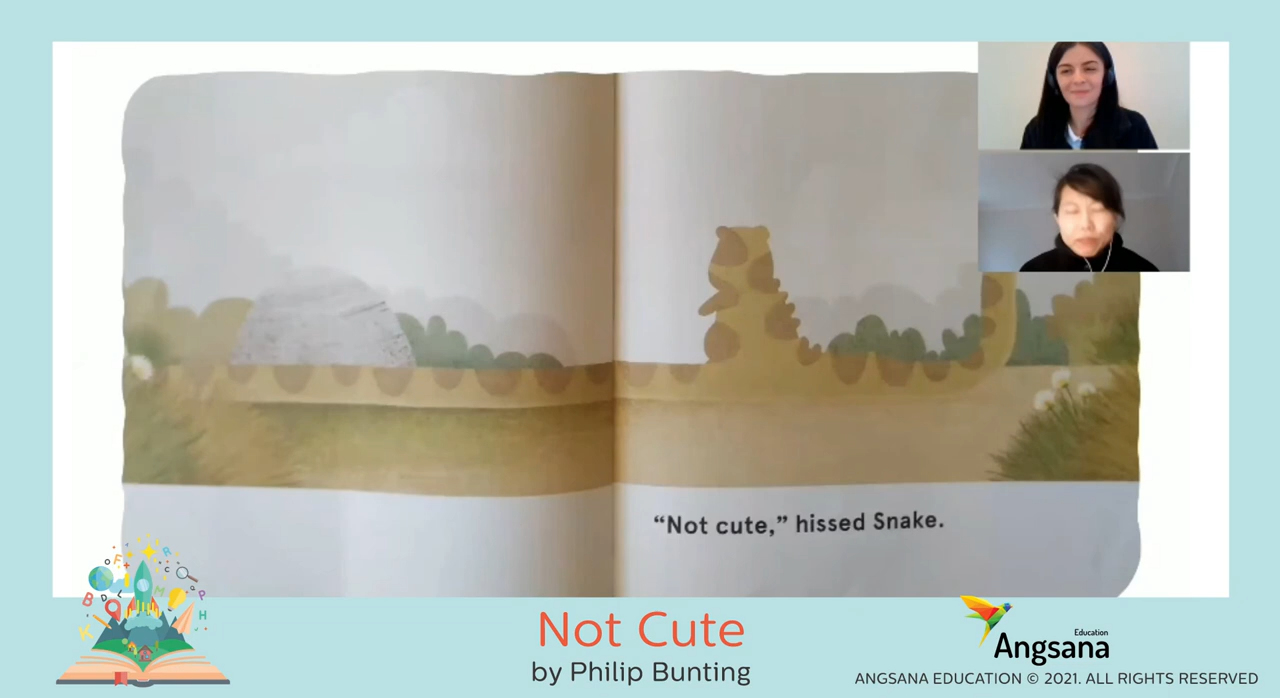 “Not cute,” hissed Snake.
Not Cute
by Philip Bunting
Education
Angsana
ANGSANA EDUCATION © 2021. ALL RIGHTS RESERVED